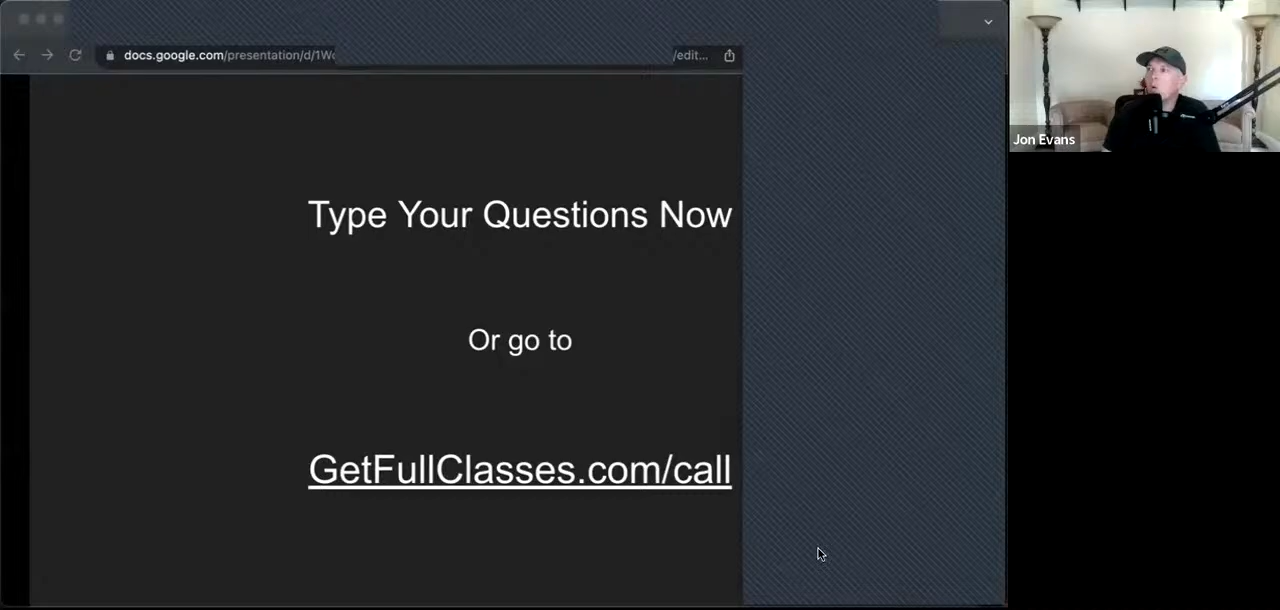 docs.google.com/presentation/d/1W
/edit...
Jon Evans
Type Your Questions Now
Or go to
GetFullClasses.com/call